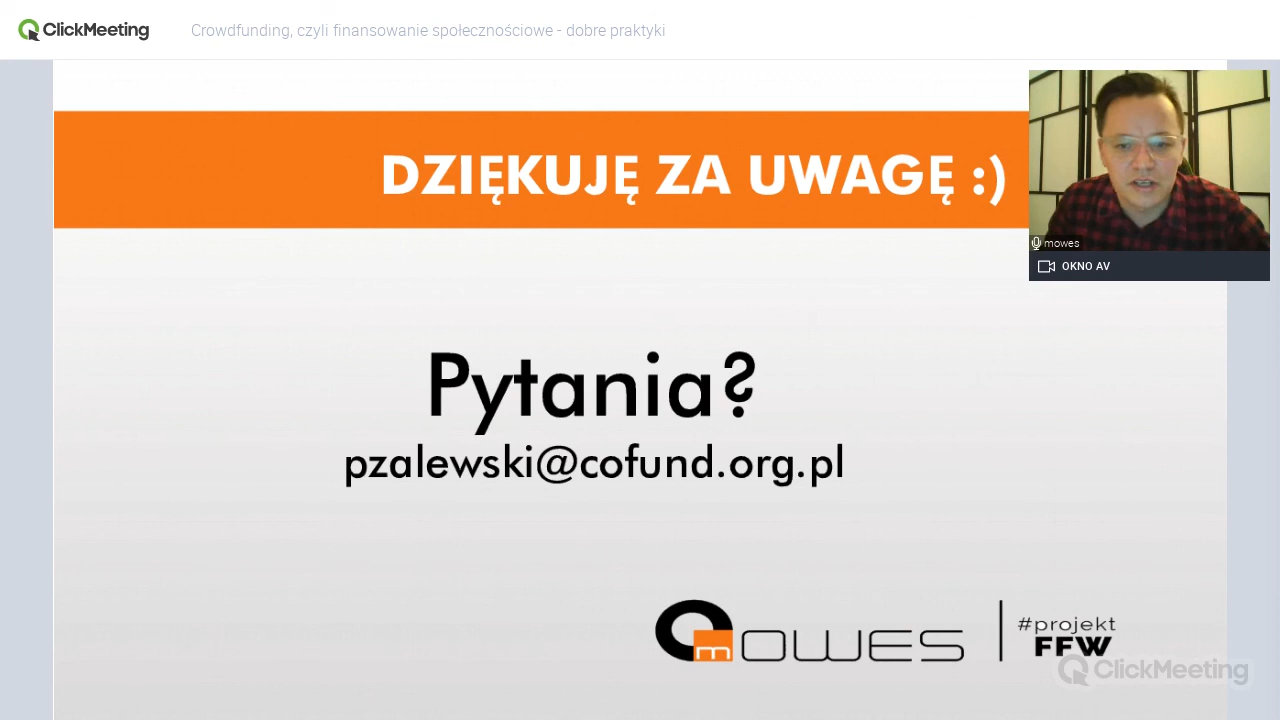 ClickMeeting
Crowdfunding, czyli finansowanie społecznościowe - dobre praktyki
DZIĘKUJĘ ZA UWAGĘ :)
mowes
OKNO AV
Pytania?
pzalewski@cofund.org.pl
m OWES
#projekt
FFW
ClickMeeting